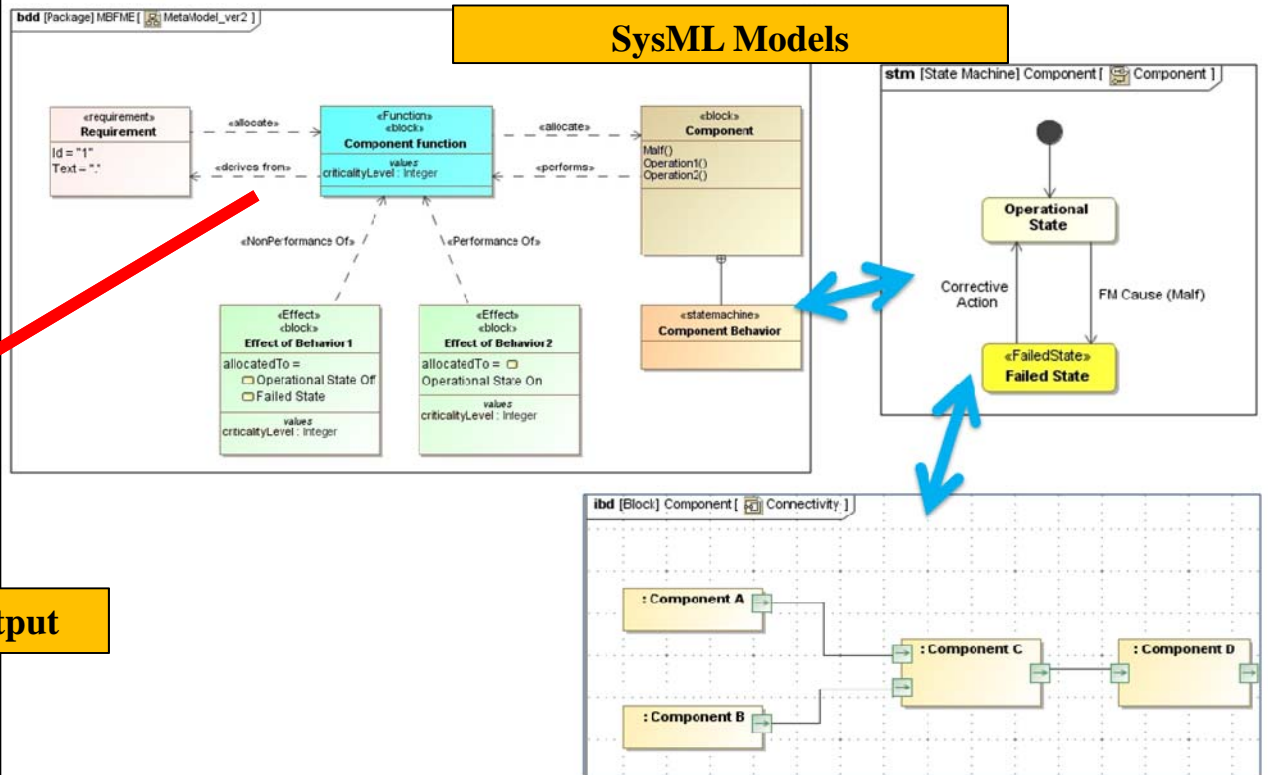 SysML Models
bdd [Package] MBFME [ MetaModel_ver2 ]
«requirement»
Requirement
Id = "1"
Text = "."
«allocate»
«derives from»
«Function»
«block»
Component Function
values
criticalityLevel : Integer
«allocate»
«performs»
«block»
Component
Malf()
Operation1()
Operation2()
«NonPerformance Of»
«Performance Of»
«Effect»
«block»
Effect of Behavior1
allocatedTo =
Operational State Off
Failed State
values
criticalityLevel : Integer
«Effect»
«block»
Effect of Behavior2
allocatedTo =
Operational State On
values
criticalityLevel : Integer
«statemachine»
Component Behavior
stm [State Machine] Component [ Component ]
Operational
State
Corrective
Action
FM Cause (Malf)
«FailedState»
Failed State
ibd [Block] Component [ Connectivity ]
: Component A
: Component B
: Component C
: Component D
tput